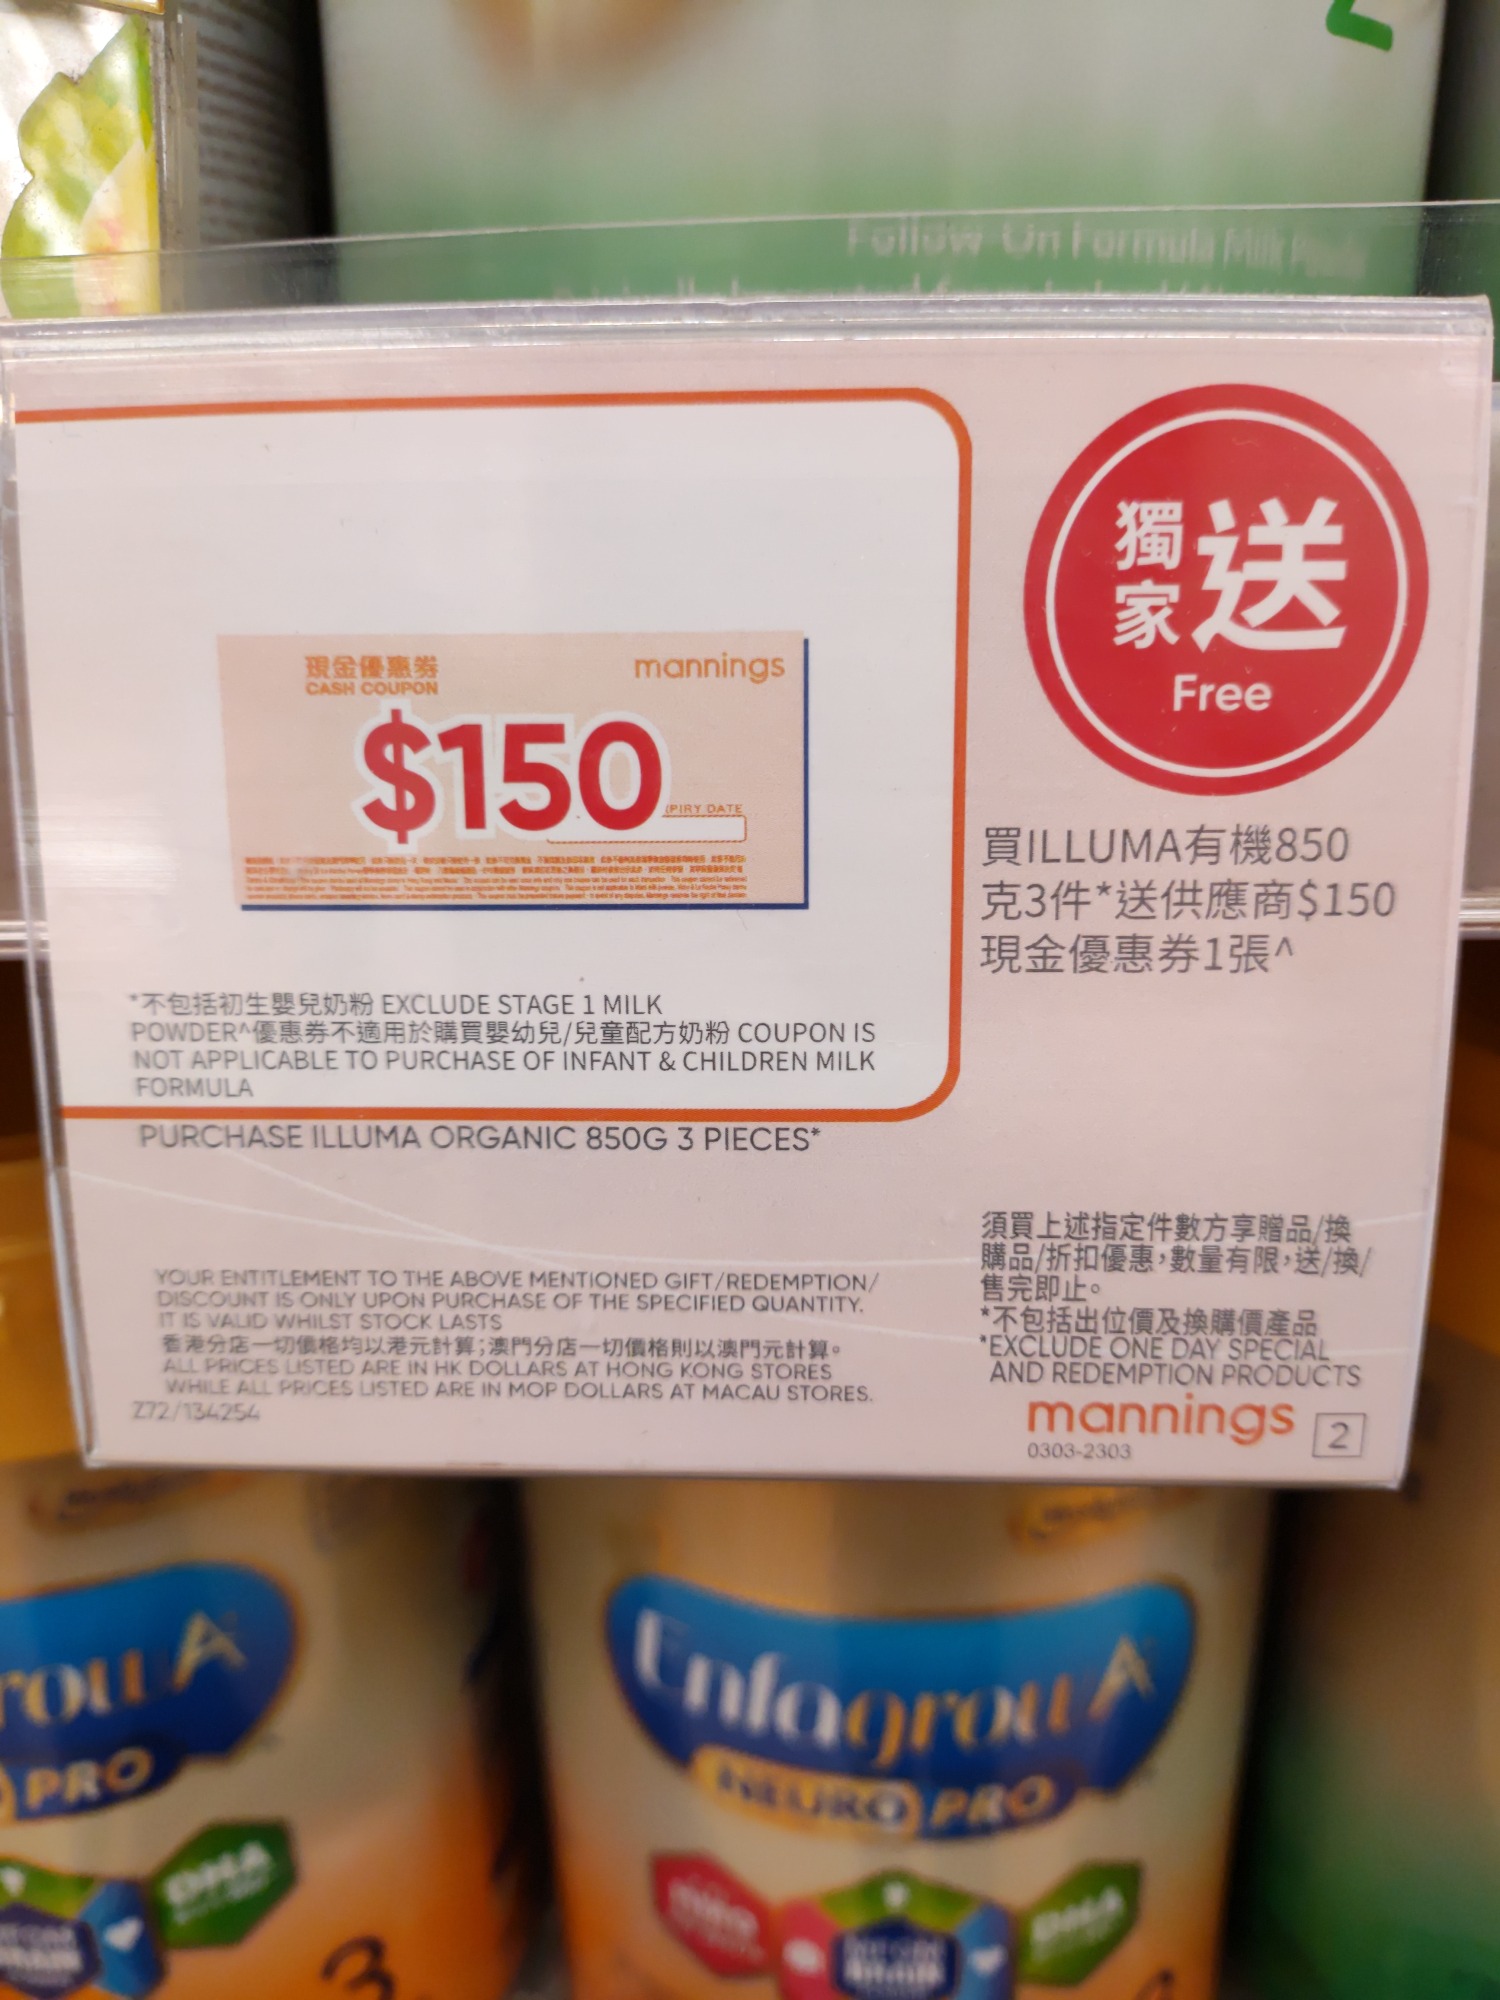 Follow-On Formula Milk
現金優惠券
CASH COUPON
mannings
$150
PIRY DATE
獨家送
Free
買ILLUMA有機850
克3件*送供應商$150
現金優惠券1張^
*不包括初生嬰兒奶粉 EXCLUDE STAGE 1 MILK
POWDER^優惠券不適用於購買嬰幼兒/兒童配方奶粉 COUPON IS
NOT APPLICABLE TO PURCHASE OF INFANT & CHILDREN MILK
FORMULA
PURCHASE ILLUMA ORGANIC 850G 3 PIECES*
YOUR ENTITLEMENT TO THE ABOVE MENTIONED GIFT/REDEMPTION/
DISCOUNT IS ONLY UPON PURCHASE OF THE SPECIFIED QUANTITY.
IT IS VALID WHILST STOCK LASTS
香港分店一切價格均以港元計算；澳門分店一切價格則以澳門元計算。
ALL PRICES LISTED ARE IN HK DOLLARS AT HONG KONG STORES
WHILE ALL PRICES LISTED ARE IN MOP DOLLARS AT MACAU STORES.
Z72/134254
須買上述指定件數方享贈品/換
購品/折扣優惠，數量有限，送/換/
售完即止。
*不包括出位價及換購價產品
*EXCLUDE ONE DAY SPECIAL
AND REDEMPTION PRODUCTS
mannings
0303-2303
2
row A
PRO
DHA
3
Enfagrow A
NEURO PRO
DHA